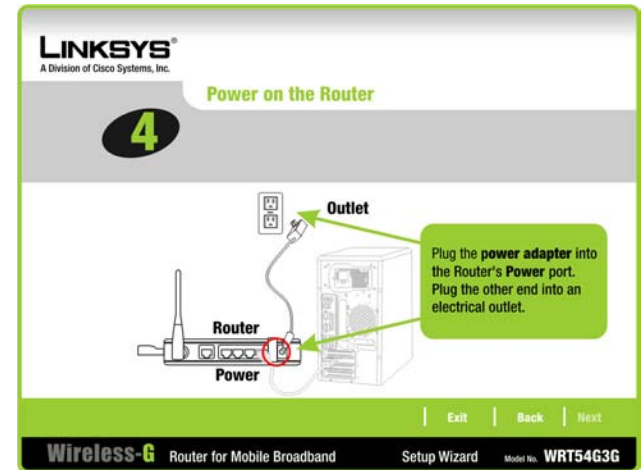 LINKSYS®
A Division of Cisco Systems, Inc.
Power on the Router
4
Outlet
Plug the power adapter into
the Router's Power port.
Plug the other end into an
electrical outlet.
Router
Power
Exit
Back
Next
Wireless-G Router for Mobile Broadband Setup Wizard Model No. WRT54G3G